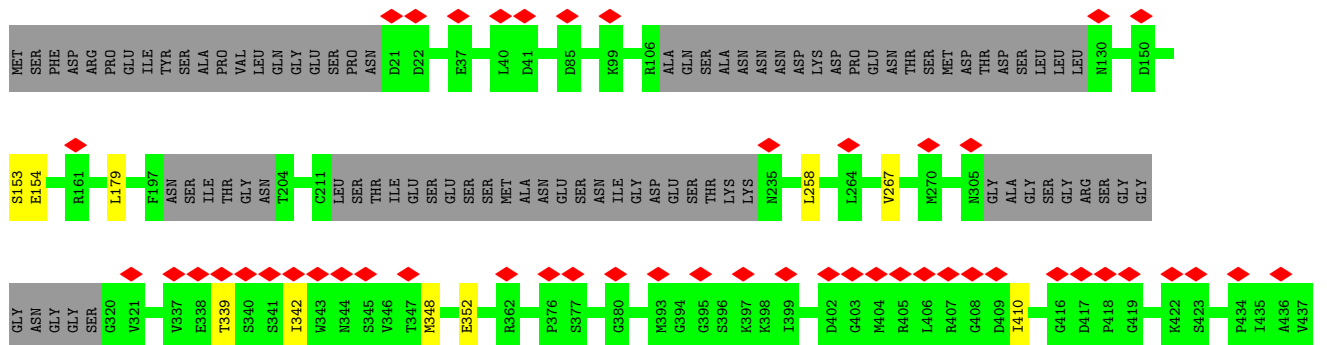 MET SER PHE ASP ARG PRO GLU ILE TYR SER ALA PRO VAL LEU GLN GLY GLU SER PRO ASN D21 D22 E37 L40 D41 D85 K99 R106 ALA GLN SER ALA ASN ASN ASN ASP LYS ASP PRO GLU ASN THR SER MET ASP THR ASP SER LEU LEU LEU N130 D150
S153 E154 R161 L179 F197 ASN SER ILE THR GLY ASN T204 C211 LEU SER THR ILE GLU SER GLU SER SER MET ALA ASN GLU SER ASN ILE GLY ASP GLU SER THR LYS LYS N235 L258 L264 V267 M270 N305 GLY ALA GLY SER GLY ARG SER GLY GLY
GLY ASN GLY GLY SER G320 V321 V337 E338 T339 S340 S341 I342 W343 N344 S345 V346 T347 M348 E352 R362 P376 S377 G380 M393 G394 G395 S396 K397 K398 I399 D402 G403 M404 R405 L406 R407 G408 D409 I410 G416 D417 P418 G419 K422 S423 P434 I435 A436 V437